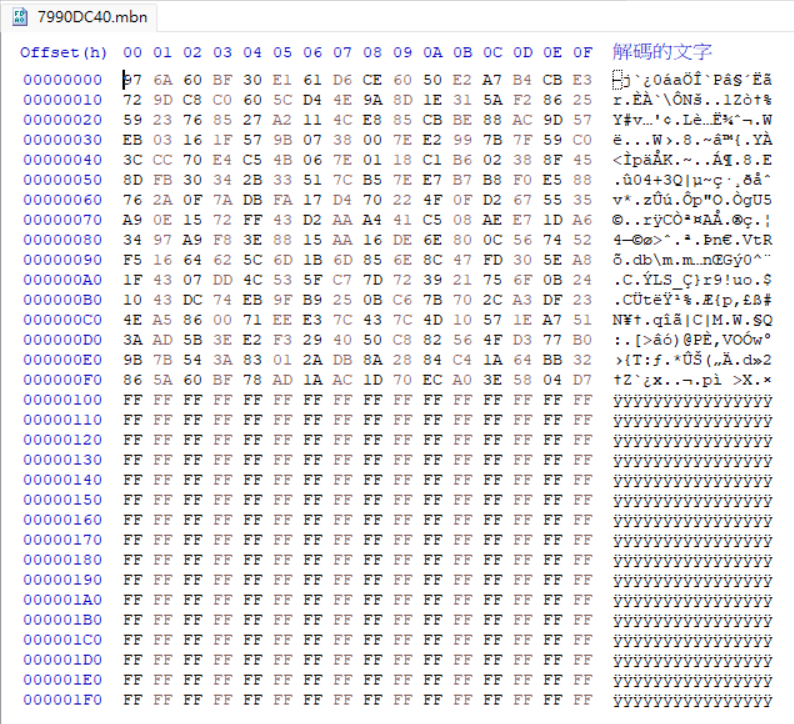 7990DC40.mbn
Offset(h) 00 01 02 03 04 05 06 07 08 09 0A 0B 0C 0D 0E 0F 解碼的文字
00000000 97 6A 60 BF 30 E1 61 D6 CE 60 50 E2 A7 B4 CB E3 —j`¿0áaÖÎ`Pâ§´Ëã
00000010 72 9D C8 C0 60 5C D4 4E 9A 8D 1E 31 5A F2 86 25 r.ÈÀ`\ÔNš..1Zò†%
00000020 59 23 76 85 27 A2 11 4C E8 85 CB BE 88 AC 9D 57 Y#v…'¢.Lè…Ë¾ˆ¬.W
00000030 EB 03 16 1F 57 9B 07 38 00 7E E2 99 7B 7F 59 C0 ë...W›.8.~â™{.YÀ
00000040 3C CC 70 E4 C5 4B 06 7E 01 18 C1 B6 02 38 8F 45 <ÌpäÅK.~..Á¶.8.E
00000050 8D FB 30 34 2B 33 51 7C B5 7E E7 B7 B8 F0 E5 88 .û04+3Q|µ~ç·¸ðåˆ
00000060 76 2A 0F 7A DB FA 17 D4 70 22 4F 0F D2 67 55 35 v*.zÛú.Ôp"O.ÒgU5
00000070 A9 0E 15 72 FF 43 D2 AA A4 41 C5 08 AE E7 1D A6 ©..rÿCÒª¤AÅ.®ç.¦
00000080 34 97 A9 F8 3E 88 15 AA 16 DE 6E 80 0C 56 74 52 4—©ø>ˆ.ª.Þn€.VtR
00000090 F5 16 64 62 5C 6D 1B 6D 85 6E 8C 47 FD 30 5E A8 õ.db\m.m…nŒGý0^¨
000000A0 1F 43 07 DD 4C 53 5F C7 7D 72 39 21 75 6F 0B 24 .C.ÝLS_Ç}r9!uo.$
000000B0 10 43 DC 74 EB 9F B9 25 0B C6 7B 70 2C A3 DF 23 .CÜtëŸ¹%.Æ{p,£ß#
000000C0 4E A5 86 00 71 EE E3 7C 43 7C 4D 10 57 1E A7 51 N¥†.qîã|C|M.W.§Q
000000D0 3A AD 5B 3E E2 F3 29 40 50 C8 82 56 4F D3 77 B0 :.[>âó)@PÈ‚VOÓw°
000000E0 9B 7B 54 3A 83 01 2A DB 8A 28 84 C4 1A 64 BB 32 ›{T:ƒ.*ÛŠ(„Ä.d»2
000000F0 86 5A 60 BF 78 AD 1A AC 1D 70 EC A0 3E 58 04 D7 †Z`¿x..¬.pì >X.×
00000100 FF FF FF FF FF FF FF FF FF FF FF FF FF FF FF FF ÿÿÿÿÿÿÿÿÿÿÿÿÿÿÿÿ
00000110 FF FF FF FF FF FF FF FF FF FF FF FF FF FF FF FF ÿÿÿÿÿÿÿÿÿÿÿÿÿÿÿÿ
00000120 FF FF FF FF FF FF FF FF FF FF FF FF FF FF FF FF ÿÿÿÿÿÿÿÿÿÿÿÿÿÿÿÿ
00000130 FF FF FF FF FF FF FF FF FF FF FF FF FF FF FF FF ÿÿÿÿÿÿÿÿÿÿÿÿÿÿÿÿ
00000140 FF FF FF FF FF FF FF FF FF FF FF FF FF FF FF FF ÿÿÿÿÿÿÿÿÿÿÿÿÿÿÿÿ
00000150 FF FF FF FF FF FF FF FF FF FF FF FF FF FF FF FF ÿÿÿÿÿÿÿÿÿÿÿÿÿÿÿÿ
00000160 FF FF FF FF FF FF FF FF FF FF FF FF FF FF FF FF ÿÿÿÿÿÿÿÿÿÿÿÿÿÿÿÿ
00000170 FF FF FF FF FF FF FF FF FF FF FF FF FF FF FF FF ÿÿÿÿÿÿÿÿÿÿÿÿÿÿÿÿ
00000180 FF FF FF FF FF FF FF FF FF FF FF FF FF FF FF FF ÿÿÿÿÿÿÿÿÿÿÿÿÿÿÿÿ
00000190 FF FF FF FF FF FF FF FF FF FF FF FF FF FF FF FF ÿÿÿÿÿÿÿÿÿÿÿÿÿÿÿÿ
000001A0 FF FF FF FF FF FF FF FF FF FF FF FF FF FF FF FF ÿÿÿÿÿÿÿÿÿÿÿÿÿÿÿÿ
000001B0 FF FF FF FF FF FF FF FF FF FF FF FF FF FF FF FF ÿÿÿÿÿÿÿÿÿÿÿÿÿÿÿÿ
000001C0 FF FF FF FF FF FF FF FF FF FF FF FF FF FF FF FF ÿÿÿÿÿÿÿÿÿÿÿÿÿÿÿÿ
000001D0 FF FF FF FF FF FF FF FF FF FF FF FF FF FF FF FF ÿÿÿÿÿÿÿÿÿÿÿÿÿÿÿÿ
000001E0 FF FF FF FF FF FF FF FF FF FF FF FF FF FF FF FF ÿÿÿÿÿÿÿÿÿÿÿÿÿÿÿÿ
000001F0 FF FF FF FF FF FF FF FF FF FF FF FF FF FF FF FF ÿÿÿÿÿÿÿÿÿÿÿÿÿÿÿÿ